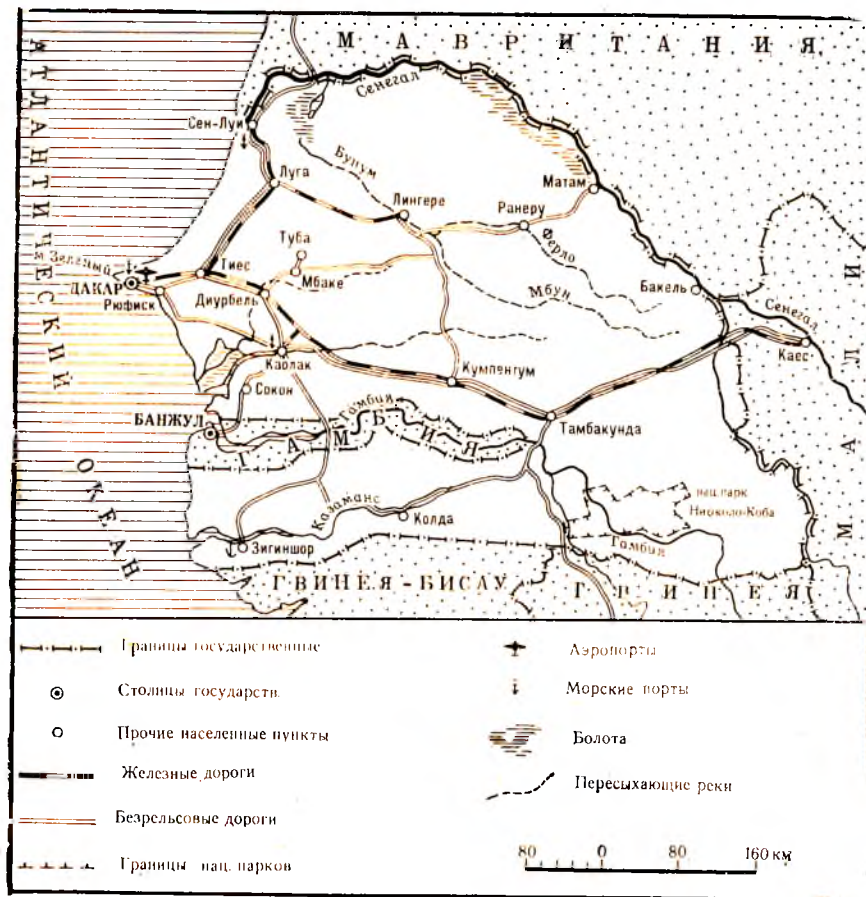 МАВРИТАНИЯ
АТЛАНТИЧЕСКИЙ
ОКЕАН
Сенегал
Сен-Луи
Бунум
Луга
Лингере
Матам
Ранеру
Ферло
Туба
Мбаке
м Зеленый
Тиес
ДАКАР
Рюфиск
Диурбель
Мбун
Бакель
Сенегал
Каес
МАЛИ
Каолак
Кумпенгум
Сокон
Гамбия
БАНЖУЛ
ГАМБИЯ
Тамбакунда
Казаманс
Колда
Зигиншор
нац. парк
Ниоколо-Коба
Гамбия
ГВИНЕЯ-БИСАУ
ГВИНЕЯ
Границы государственные
Столицы государств
Прочие населенные пункты
Железные дороги
Безрельсовые дороги
Границы нац. парков
Аэропорты
Морские порты
Болота
Пересыхающие реки
80 0 80 160 км